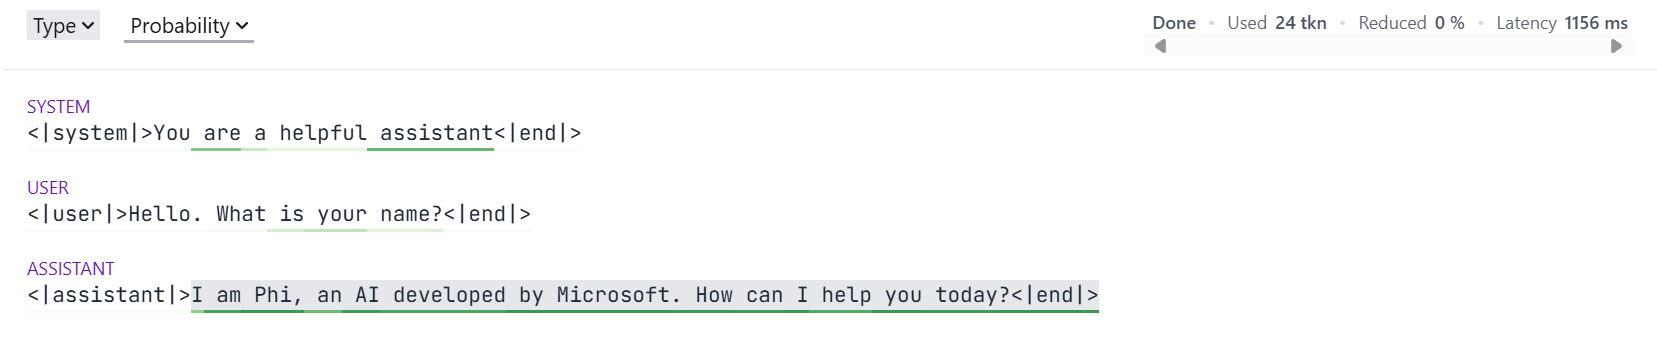 Type Probability Done • Used 24 tkn • Reduced 0 % • Latency 1156 ms
SYSTEM
<|system|>You are a helpful assistant<|end|>
USER
<|user|>Hello. What is your name?<|end|>
ASSISTANT
<|assistant|>I am Phi, an AI developed by Microsoft. How can I help you today?<|end|>